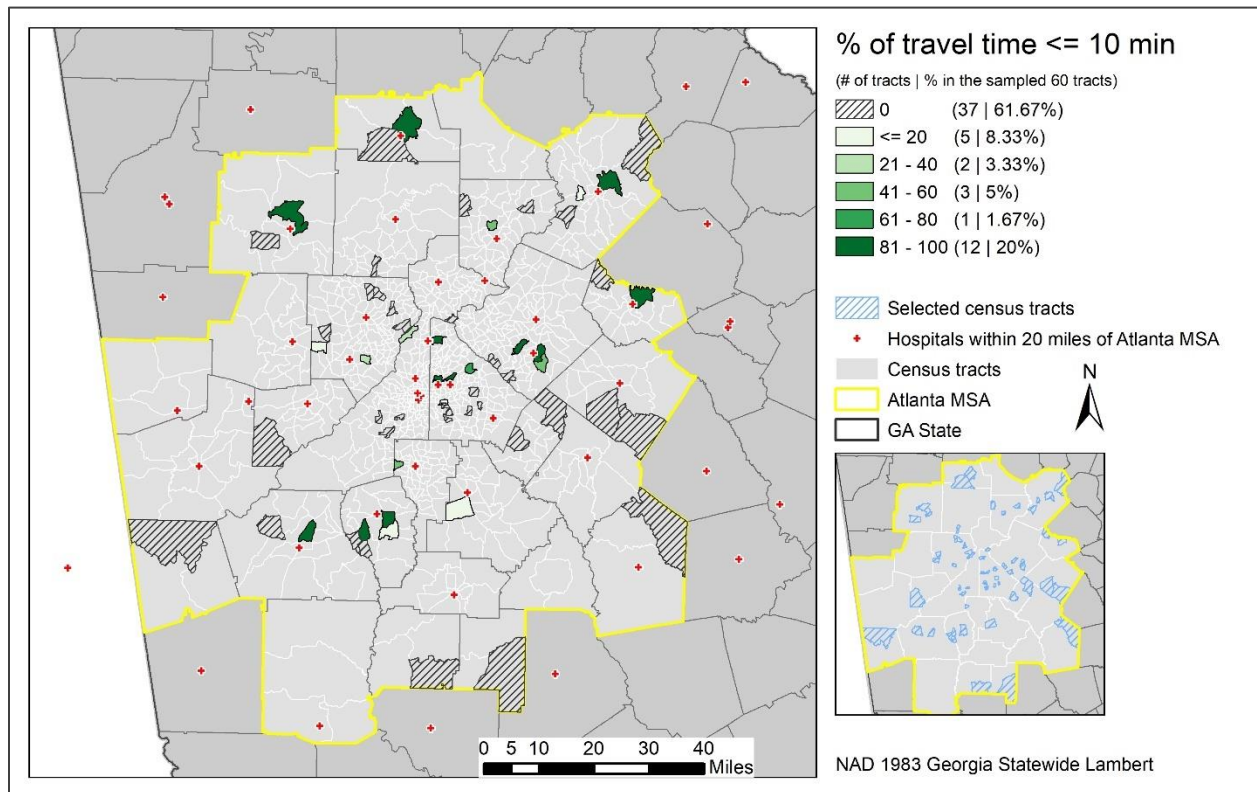 % of travel time <= 10 min
(# of tracts | % in the sampled 60 tracts)
0 (37 | 61.67%)
<= 20 (5 | 8.33%)
21 - 40 (2 | 3.33%)
41 - 60 (3 | 5%)
61 - 80 (1 | 1.67%)
81 - 100 (12 | 20%)
Selected census tracts
Hospitals within 20 miles of Atlanta MSA
Census tracts
Atlanta MSA
GA State
N
0 5 10 20 30 40
Miles
NAD 1983 Georgia Statewide Lambert